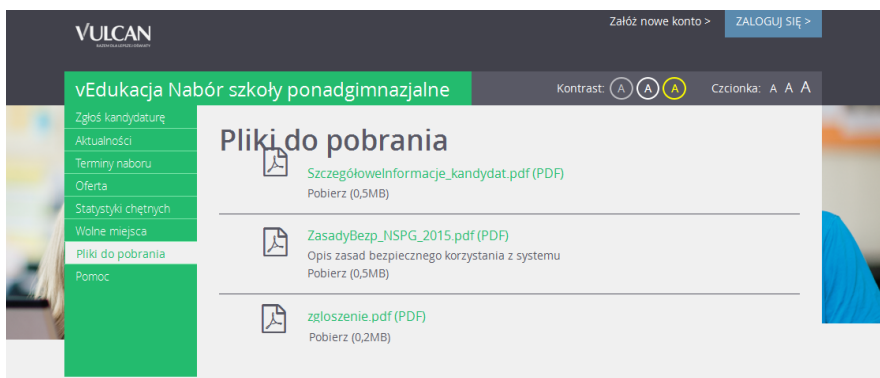 Załóż nowe konto >
ZALOGUJ SIĘ >
VULCAN
vEdukacja Nabór szkoły ponadgimnazjalne
Kontrast: A A A
Czcionka: A A A
Zgłoś kandydaturę
Aktualności
Terminy naboru
Oferta
Statystyki chętnych
Wolne miejsca
Pliki do pobrania
Pomoc
Pliki do pobrania
SzczegółoweInformacje_kandydat.pdf (PDF)
Pobierz (0,5MB)
ZasadyBezp_NSPG_2015.pdf (PDF)
Opis zasad bezpiecznego korzystania z systemu
Pobierz (0,5MB)
zgloszenie.pdf (PDF)
Pobierz (0,2MB)